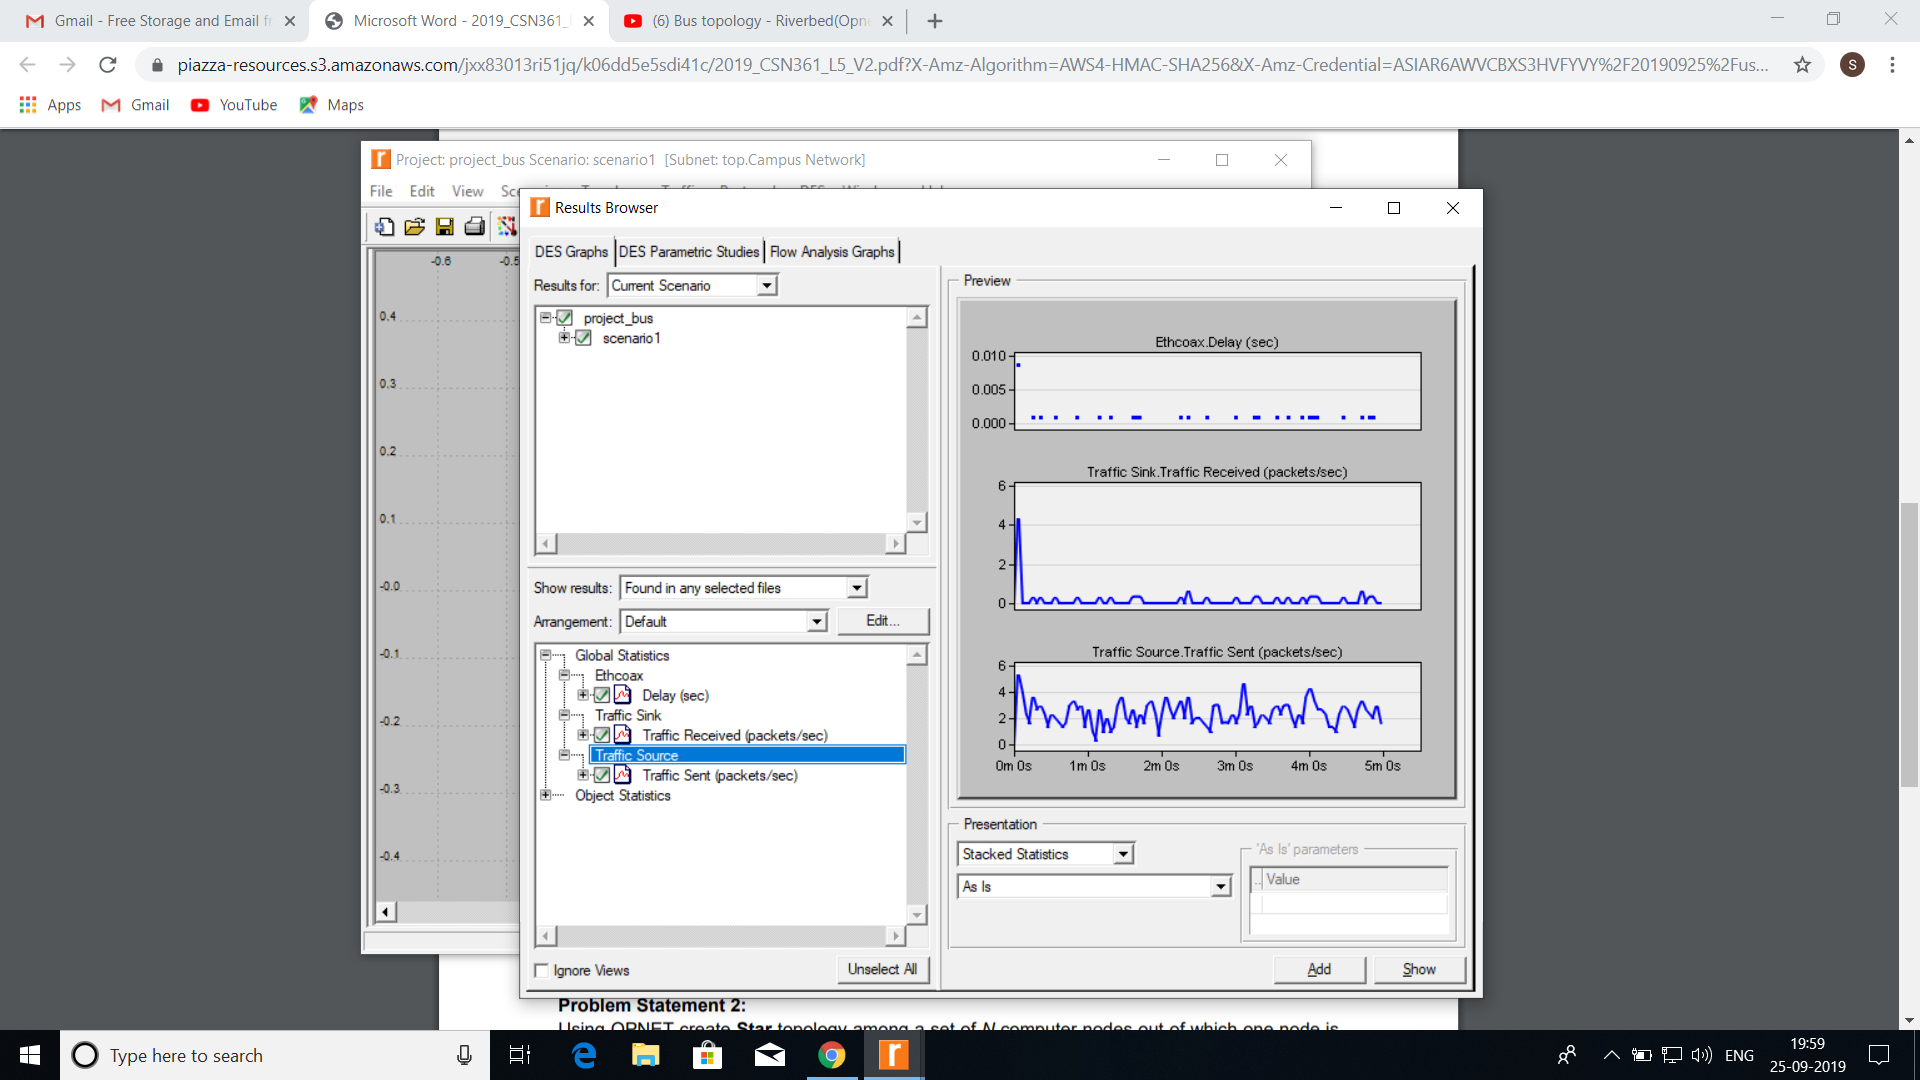 Gmail - Free Storage and Email f
Microsoft Word - 2019_CSN361_
(6) Bus topology - Riverbed(Opn
piazza-resources.s3.amazonaws.com/jxx83013ri51jq/k06dd5e5sdi41c/2019_CSN361_L5_V2.pdf?X-Amz-Algorithm=AWS4-HMAC-SHA256&X-Amz-Credential=ASIAR6AWVCBXS3HVFYVY%2F20190925%2Fus...
S
Apps Gmail YouTube Maps
Project: project_bus Scenario: scenario1 [Subnet: top.Campus Network]
File Edit View Sc
-0.6 -0.5
0.4
0.3
0.2
0.1
-0.0
-0.1
-0.2
-0.3
-0.4
Results Browser
DES Graphs DES Parametric Studies Flow Analysis Graphs
Results for: Current Scenario
project_bus
scenario1
Show results: Found in any selected files
Arrangement: Default Edit...
Global Statistics
Ethcoax
Delay (sec)
Traffic Sink
Traffic Received (packets/sec)
Traffic Source
Traffic Sent (packets/sec)
Object Statistics
Ignore Views Unselect All
Preview
Ethcoax.Delay (sec)
0.010
0.005
0.000
Traffic Sink.Traffic Received (packets/sec)
6
4
2
0
Traffic Source.Traffic Sent (packets/sec)
6
4
2
0
0m 0s 1m 0s 2m 0s 3m 0s 4m 0s 5m 0s
Presentation
Stacked Statistics
As Is
'As Is' parameters
.. Value
Add Show
Problem Statement 2:
Using OPNET create Star topology among a set of N computer nodes out of which one node is
Type here to search
ENG
19:59
25-09-2019